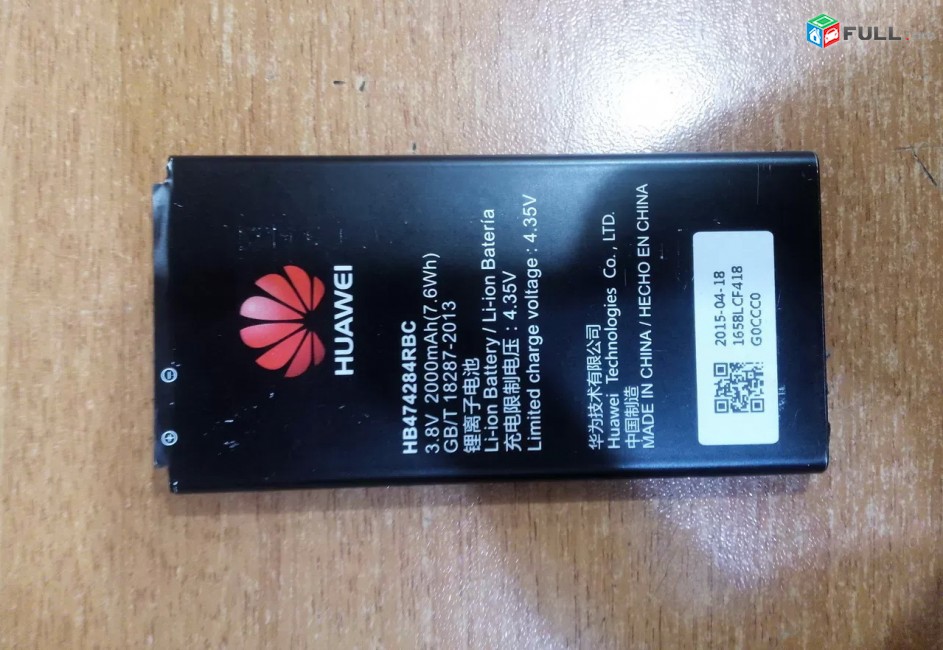 HUAWEI
HB474284RBC
3.8V 2000mAh(7.6Wh)
GB/T 18287-2013
锂离子电池
Li-ion Battery / Li-ion Batería
充电限制电压：4.35V
Limited charge voltage : 4.35V
华为技术有限公司
Huawei Technologies Co., LTD.
中国制造
MADE IN CHINA / HECHO EN CHINA
2015-04-18
1658LCF418
G0CCC0
FULL